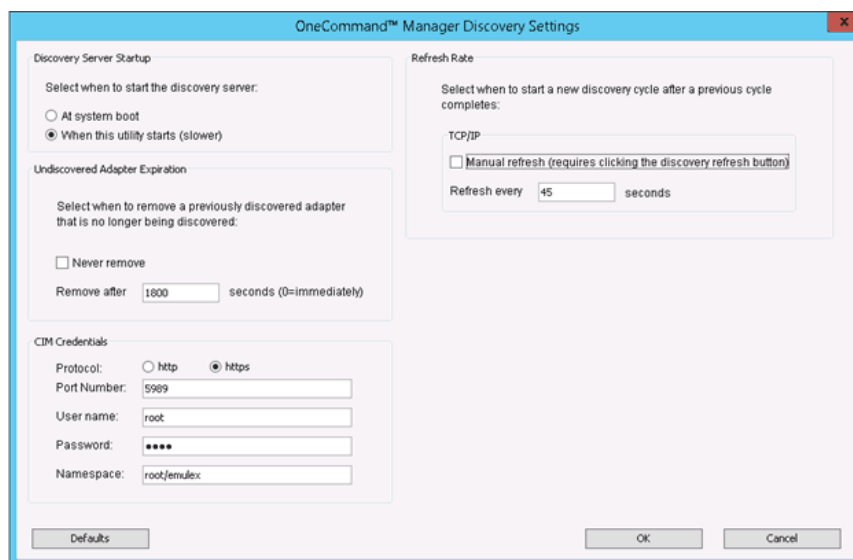 OneCommand™ Manager Discovery Settings
x
Discovery Server Startup
Select when to start the discovery server:
At system boot
When this utility starts (slower)
Undiscovered Adapter Expiration
Select when to remove a previously discovered adapter
that is no longer being discovered:
Never remove
Remove after 1800 seconds (0=immediately)
CIM Credentials
Protocol: http https
Port Number: 5989
User name: root
Password: ●●●●
Namespace: root/emulex
Refresh Rate
Select when to start a new discovery cycle after a previous cycle
completes:
TCP/IP
Manual refresh (requires clicking the discovery refresh button)
Refresh every 45 seconds
Defaults
OK
Cancel